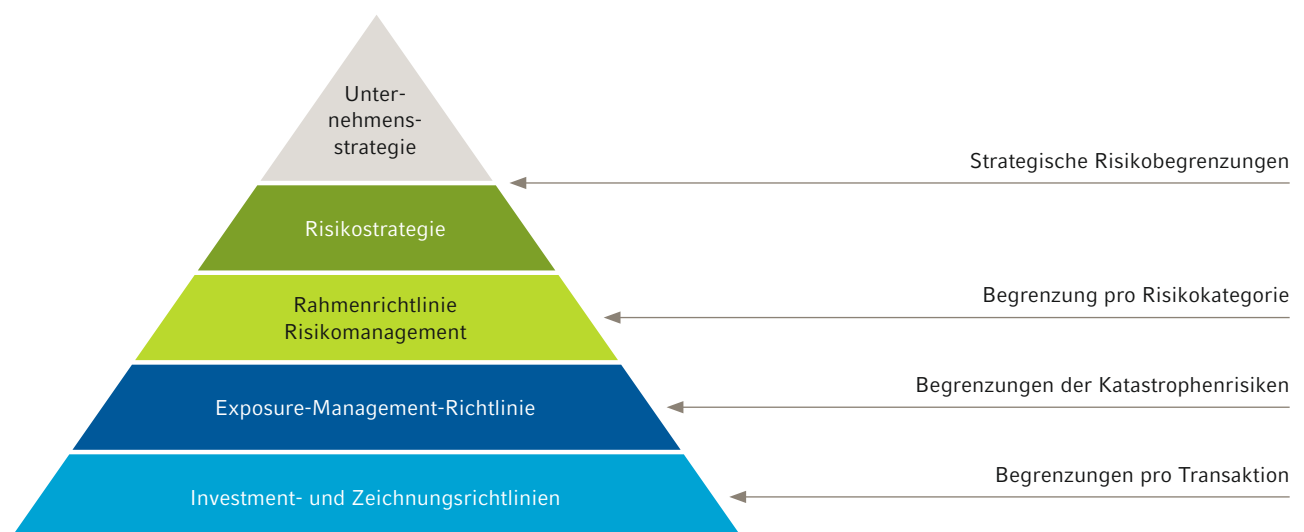 Unter-
nehmens-
strategie
Strategische Risikobegrenzungen
Risikostrategie
Rahmenrichtlinie
Risikomanagement
Begrenzung pro Risikokategorie
Exposure-Management-Richtlinie
Begrenzungen der Katastrophenrisiken
Investment- und Zeichnungsrichtlinien
Begrenzungen pro Transaktion